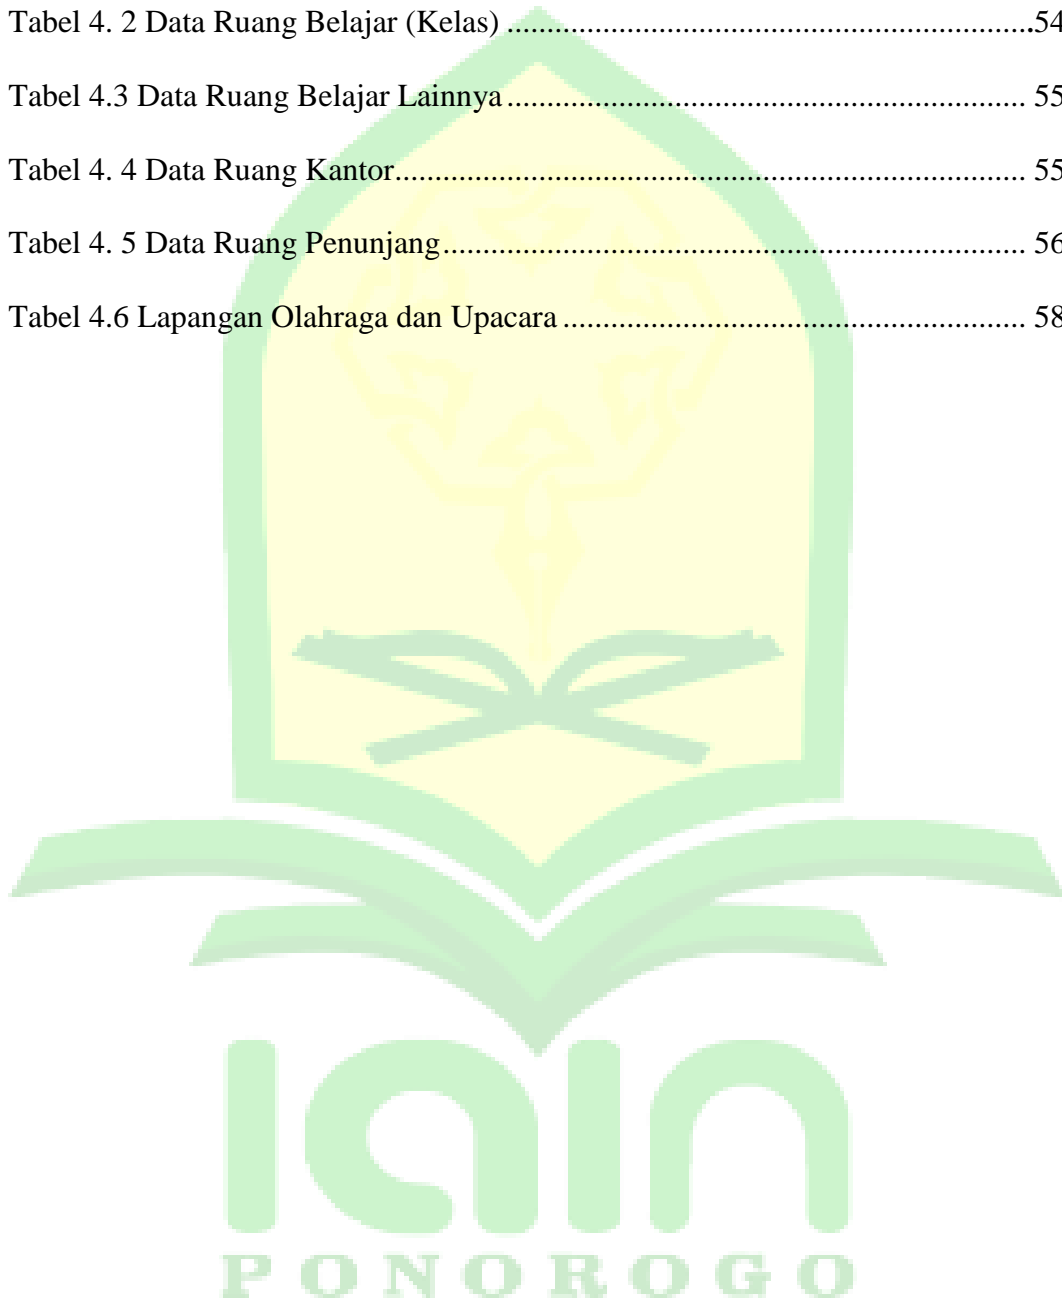 Tabel 4. 2 Data Ruang Belajar (Kelas) ................................................................. 54
Tabel 4.3 Data Ruang Belajar Lainnya ................................................................. 55
Tabel 4. 4 Data Ruang Kantor............................................................................... 55
Tabel 4. 5 Data Ruang Penunjang......................................................................... 56
Tabel 4.6 Lapangan Olahraga dan Upacara .......................................................... 58
iain
PONOROGO